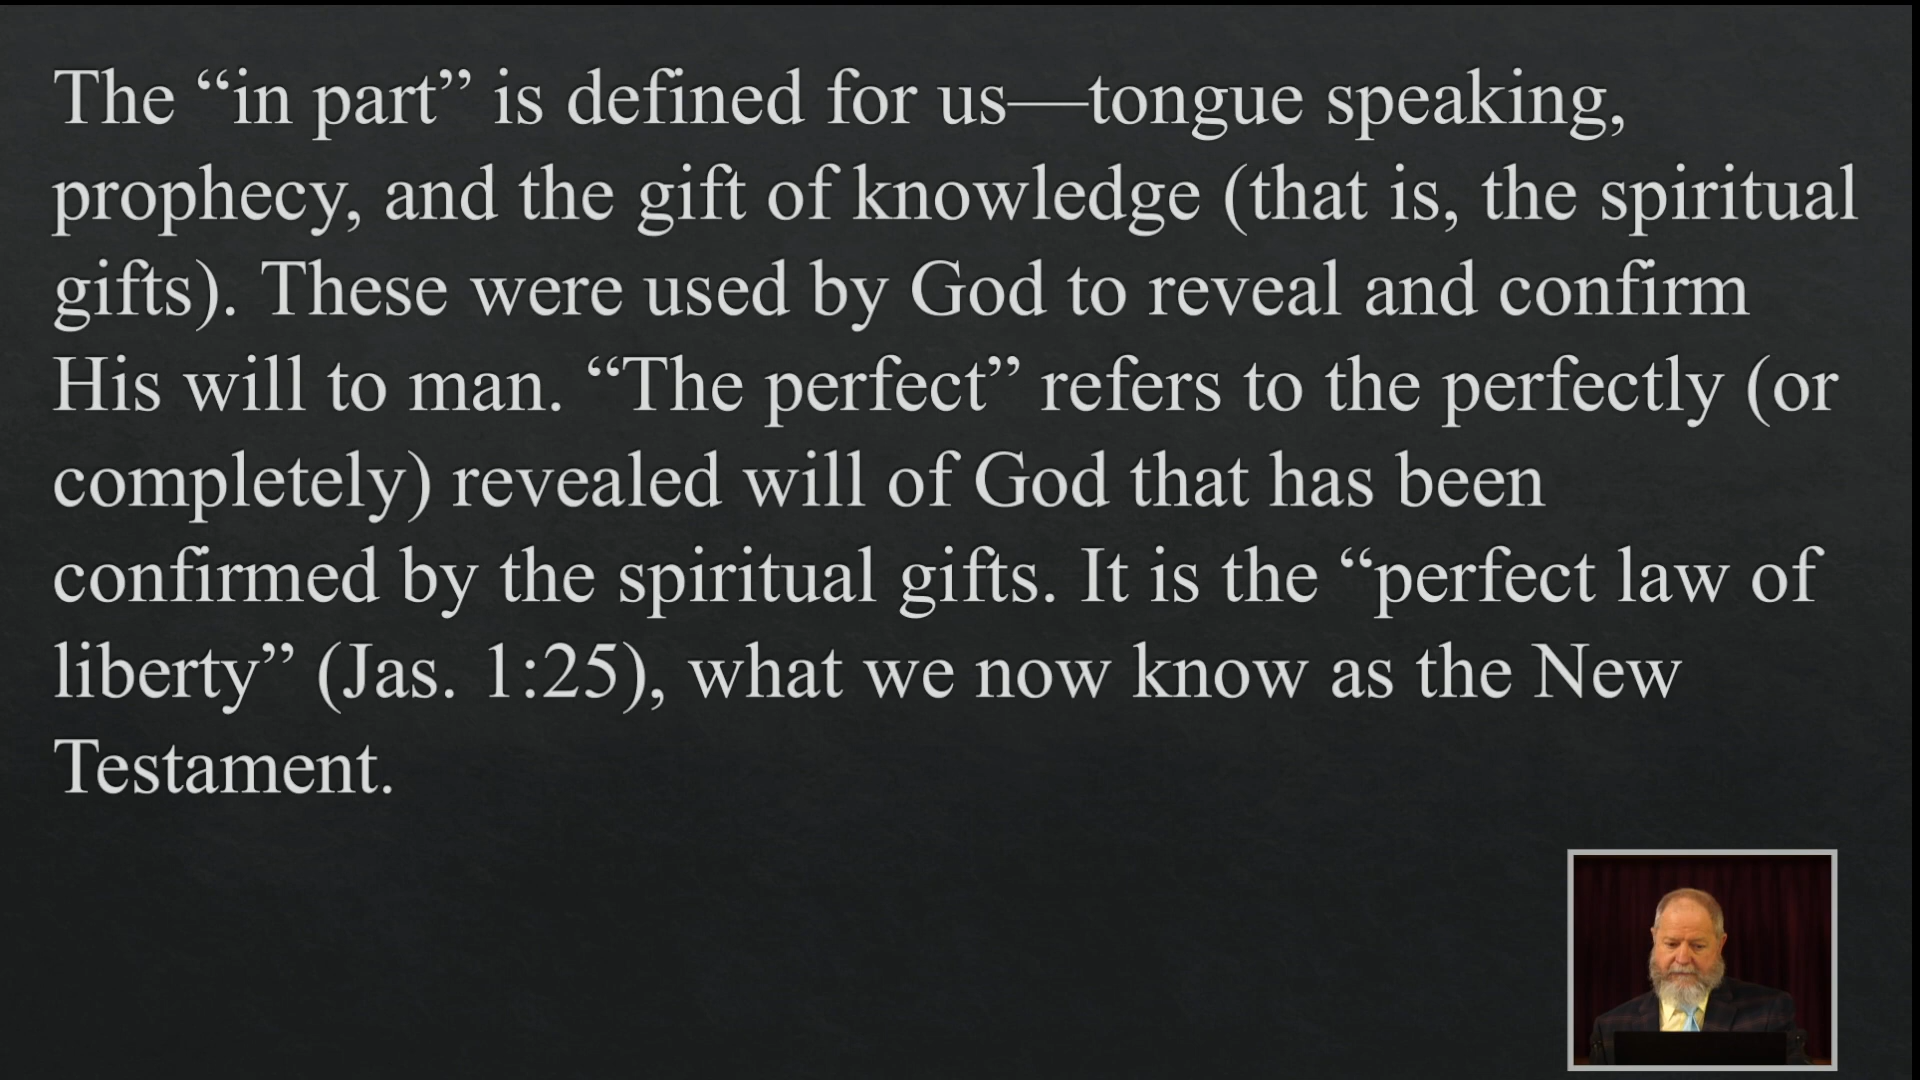 The “in part” is defined for us—tongue speaking,
prophecy, and the gift of knowledge (that is, the spiritual
gifts). These were used by God to reveal and confirm
His will to man. “The perfect” refers to the perfectly (or
completely) revealed will of God that has been
confirmed by the spiritual gifts. It is the “perfect law of
liberty” (Jas. 1:25), what we now know as the New
Testament.